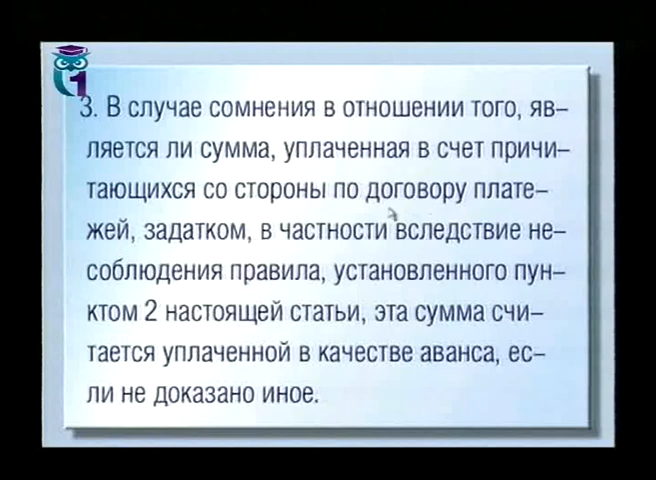 1
3. В случае сомнения в отношении того, яв–
ляется ли сумма, уплаченная в счет причи–
тающихся со стороны по договору плате–
жей, задатком, в частности вследствие не–
соблюдения правила, установленного пун–
ктом 2 настоящей статьи, эта сумма счи–
тается уплаченной в качестве аванса, ес–
ли не доказано иное.